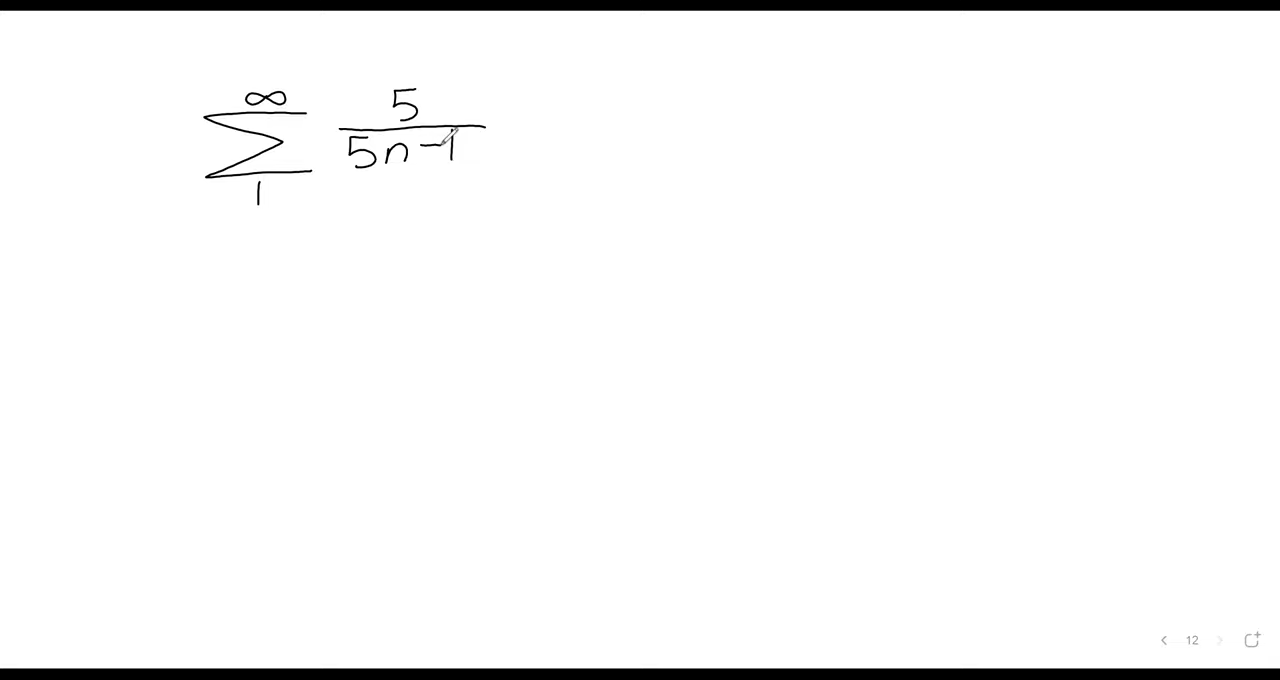 ∞
∑ 5/(5n-1)
1
12